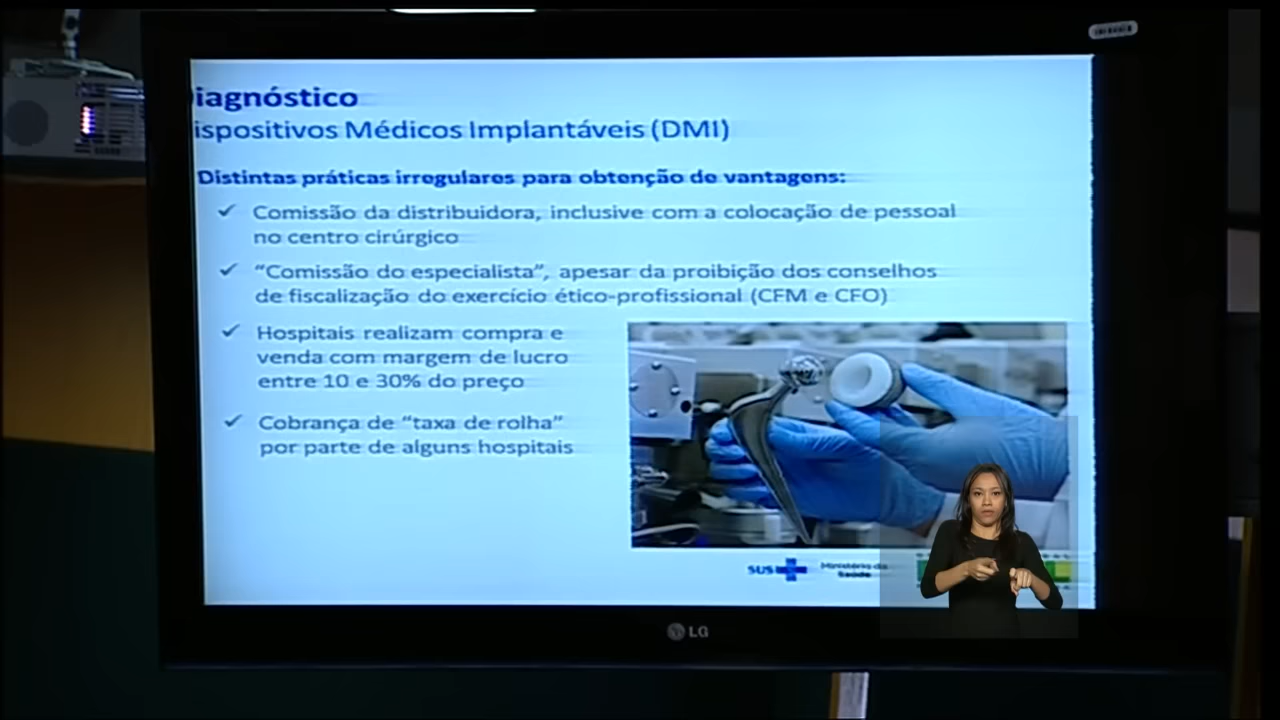 iagnóstico
ispositivos Médicos Implantáveis (DMI)
Distintas práticas irregulares para obtenção de vantagens:
✓ Comissão da distribuidora, inclusive com a colocação de pessoal
no centro cirúrgico
✓ “Comissão do especialista”, apesar da proibição dos conselhos
de fiscalização do exercício ético-profissional (CFM e CFO)
✓ Hospitais realizam compra e
venda com margem de lucro
entre 10 e 30% do preço
✓ Cobrança de “taxa de rolha”
por parte de alguns hospitais
SUS
Ministério da
Saúde
LG